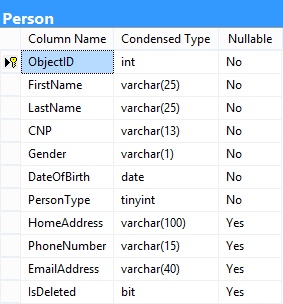 Person
Column Name Condensed Type Nullable
ObjectID int No
FirstName varchar(25) No
LastName varchar(25) No
CNP varchar(13) No
Gender varchar(1) No
DateOfBirth date No
PersonType tinyint No
HomeAddress varchar(100) Yes
PhoneNumber varchar(15) Yes
EmailAddress varchar(40) Yes
IsDeleted bit Yes